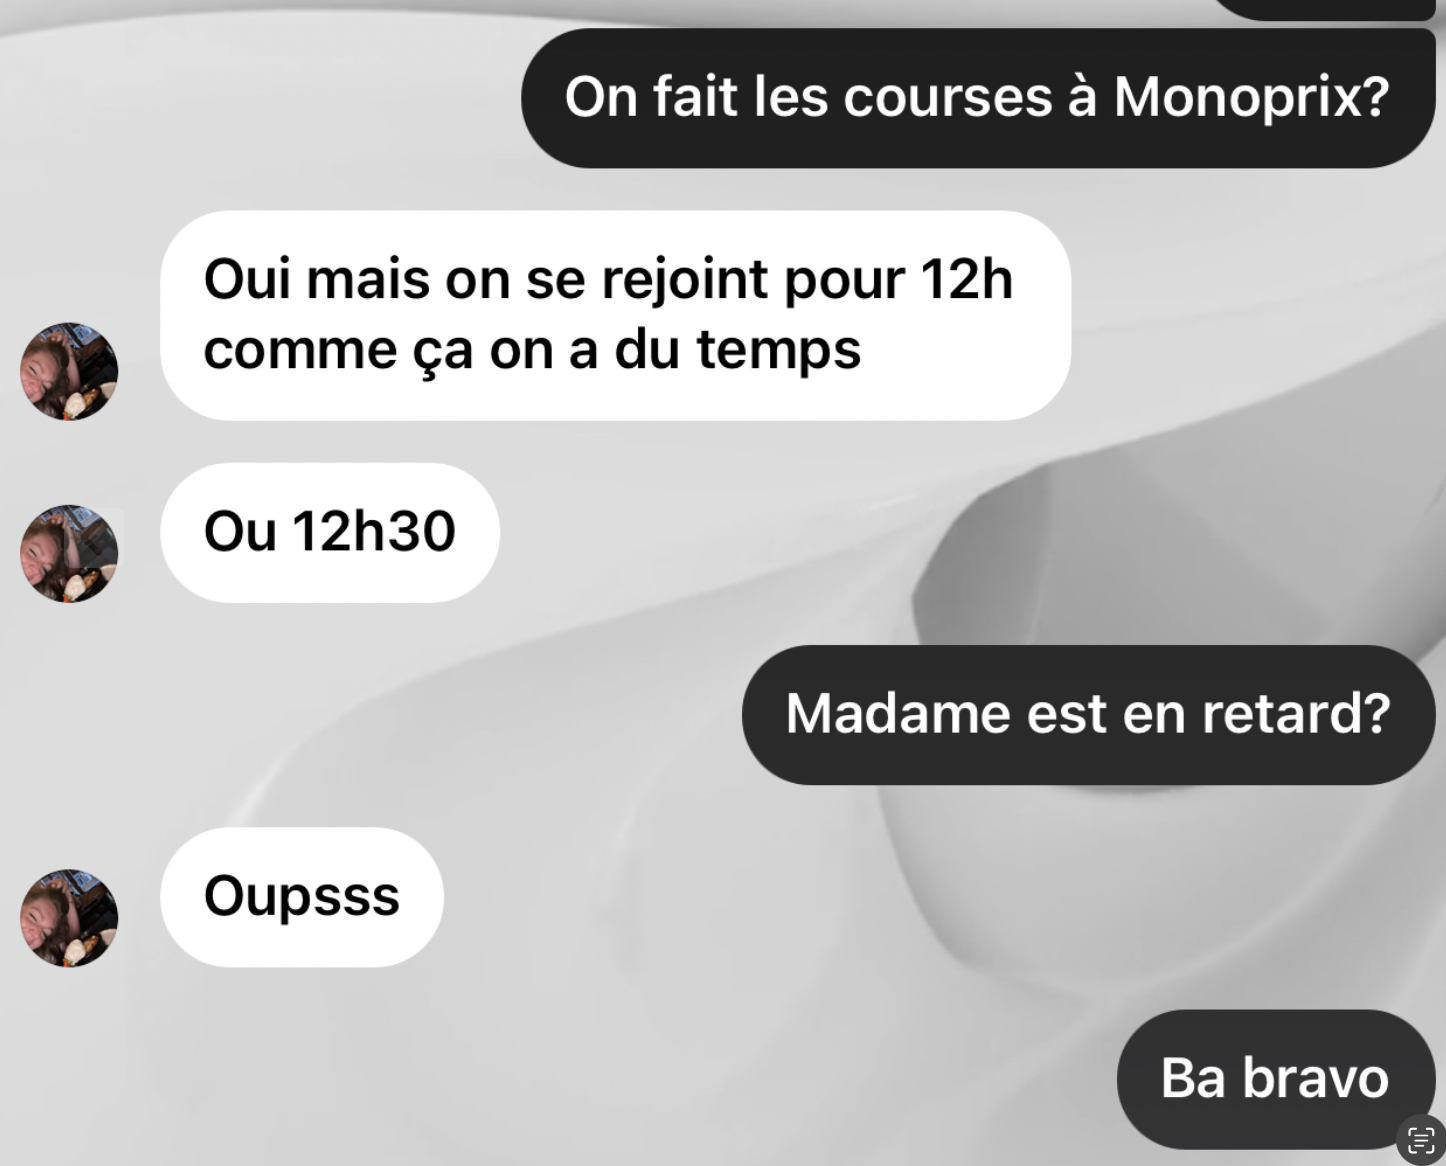 On fait les courses à Monoprix?
Oui mais on se rejoint pour 12h
comme ça on a du temps
Ou 12h30
Madame est en retard?
Oupsss
Ba bravo